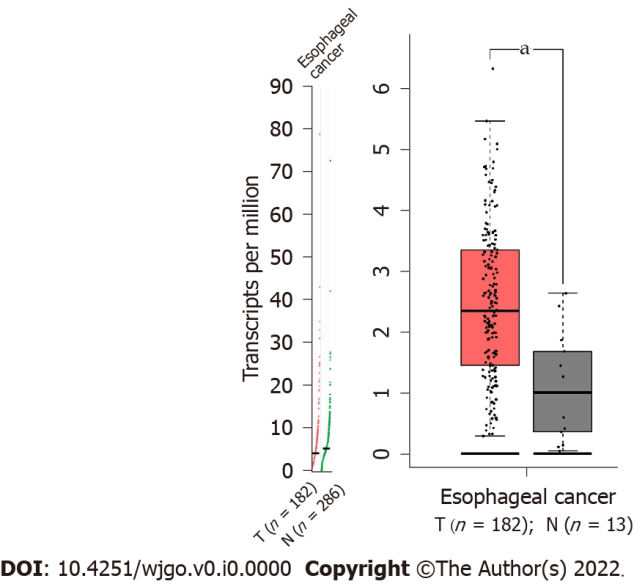 Esophageal
cancer
Transcripts per million
90
80
70
60
50
40
30
20
10
0
T (n = 182)
N (n = 286)
a
6
5
4
3
2
1
0
Esophageal cancer
T (n = 182); N (n = 13)
DOI: 10.4251/wjgo.v0.i0.0000 Copyright ©The Author(s) 2022.